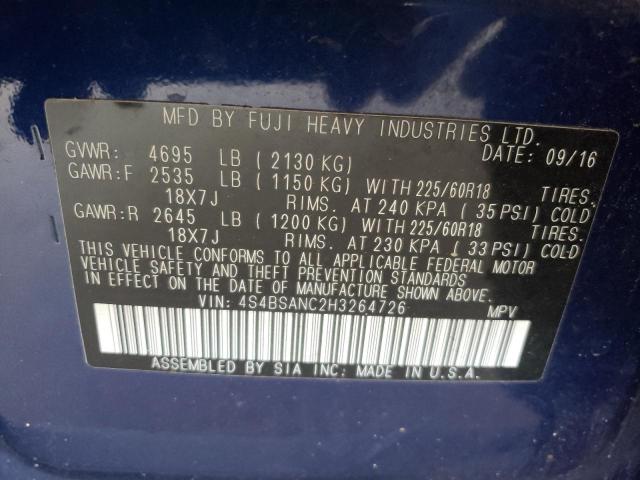 MFD BY FUJI HEAVY INDUSTRIES LTD.
GVWR: 4695 LB (2130 KG) DATE: 09/16
GAWR:F 2535 LB (1150 KG) WITH 225/60R18 TIRES.
18X7J RIMS. AT 240 KPA (35 PSI) COLD
GAWR:R 2645 LB (1200 KG) WITH 225/60R18 TIRES.
18X7J RIMS. AT 230 KPA (33 PSI) COLD
THIS VEHICLE CONFORMS TO ALL APPLICABLE FEDERAL MOTOR
VEHICLE SAFETY AND THEFT PREVENTION STANDARDS
IN EFFECT ON THE DATE OF MANUFACTURE SHOWN ABOVE.
VIN: 4S4BSANC2H3264726 MPV
ASSEMBLED BY SIA INC: MADE IN U.S.A.